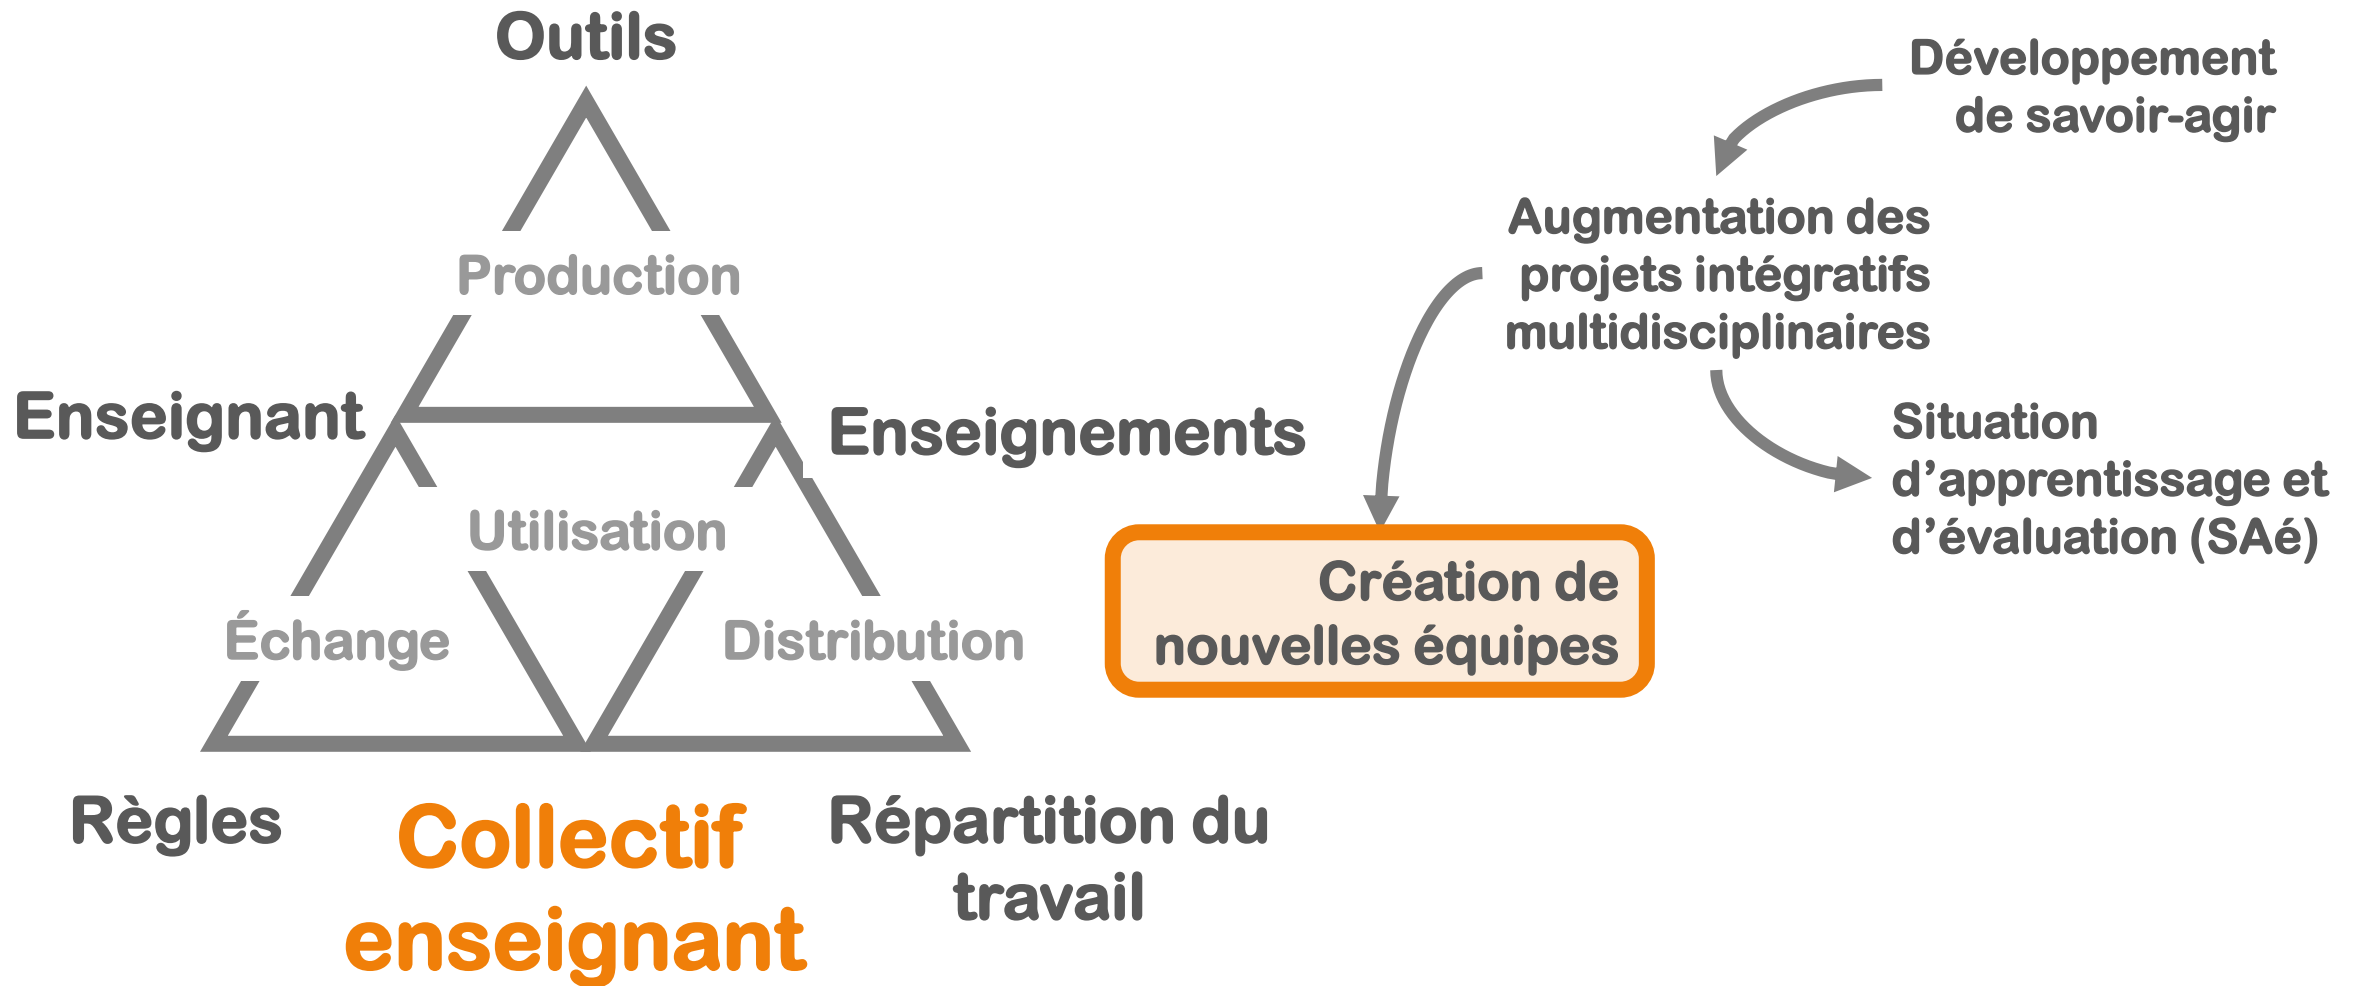 Outils
Production
Enseignant
Enseignements
Utilisation
Échange
Distribution
Règles
Collectif
enseignant
Répartition du
travail
Développement
de savoir-agir
Augmentation des
projets intégratifs
multidisciplinaires
Situation
d’apprentissage et
d’évaluation (SAé)
Création de
nouvelles équipes